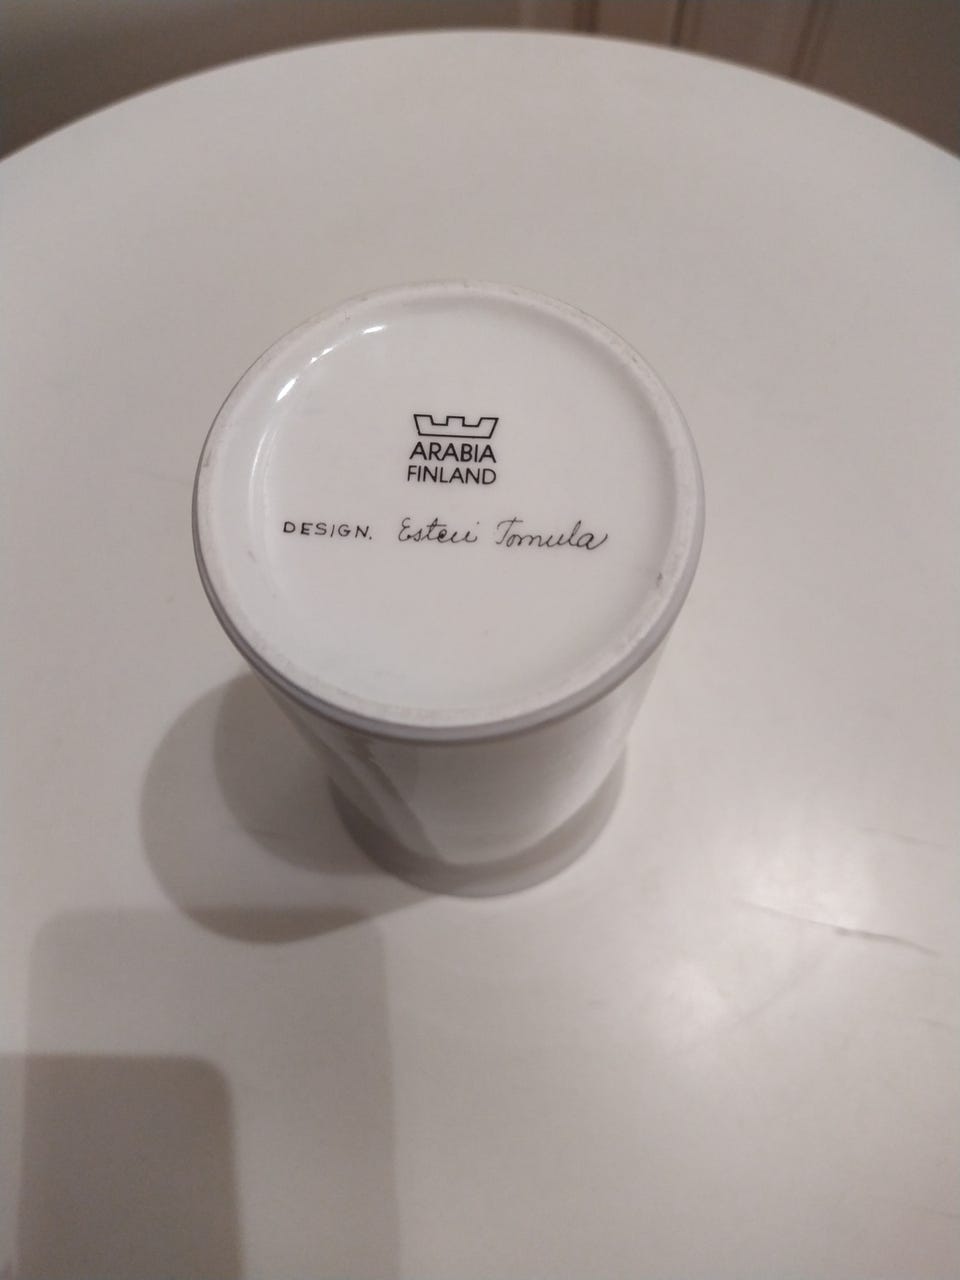 ARABIA
FINLAND
DESIGN. Esteri Tomula